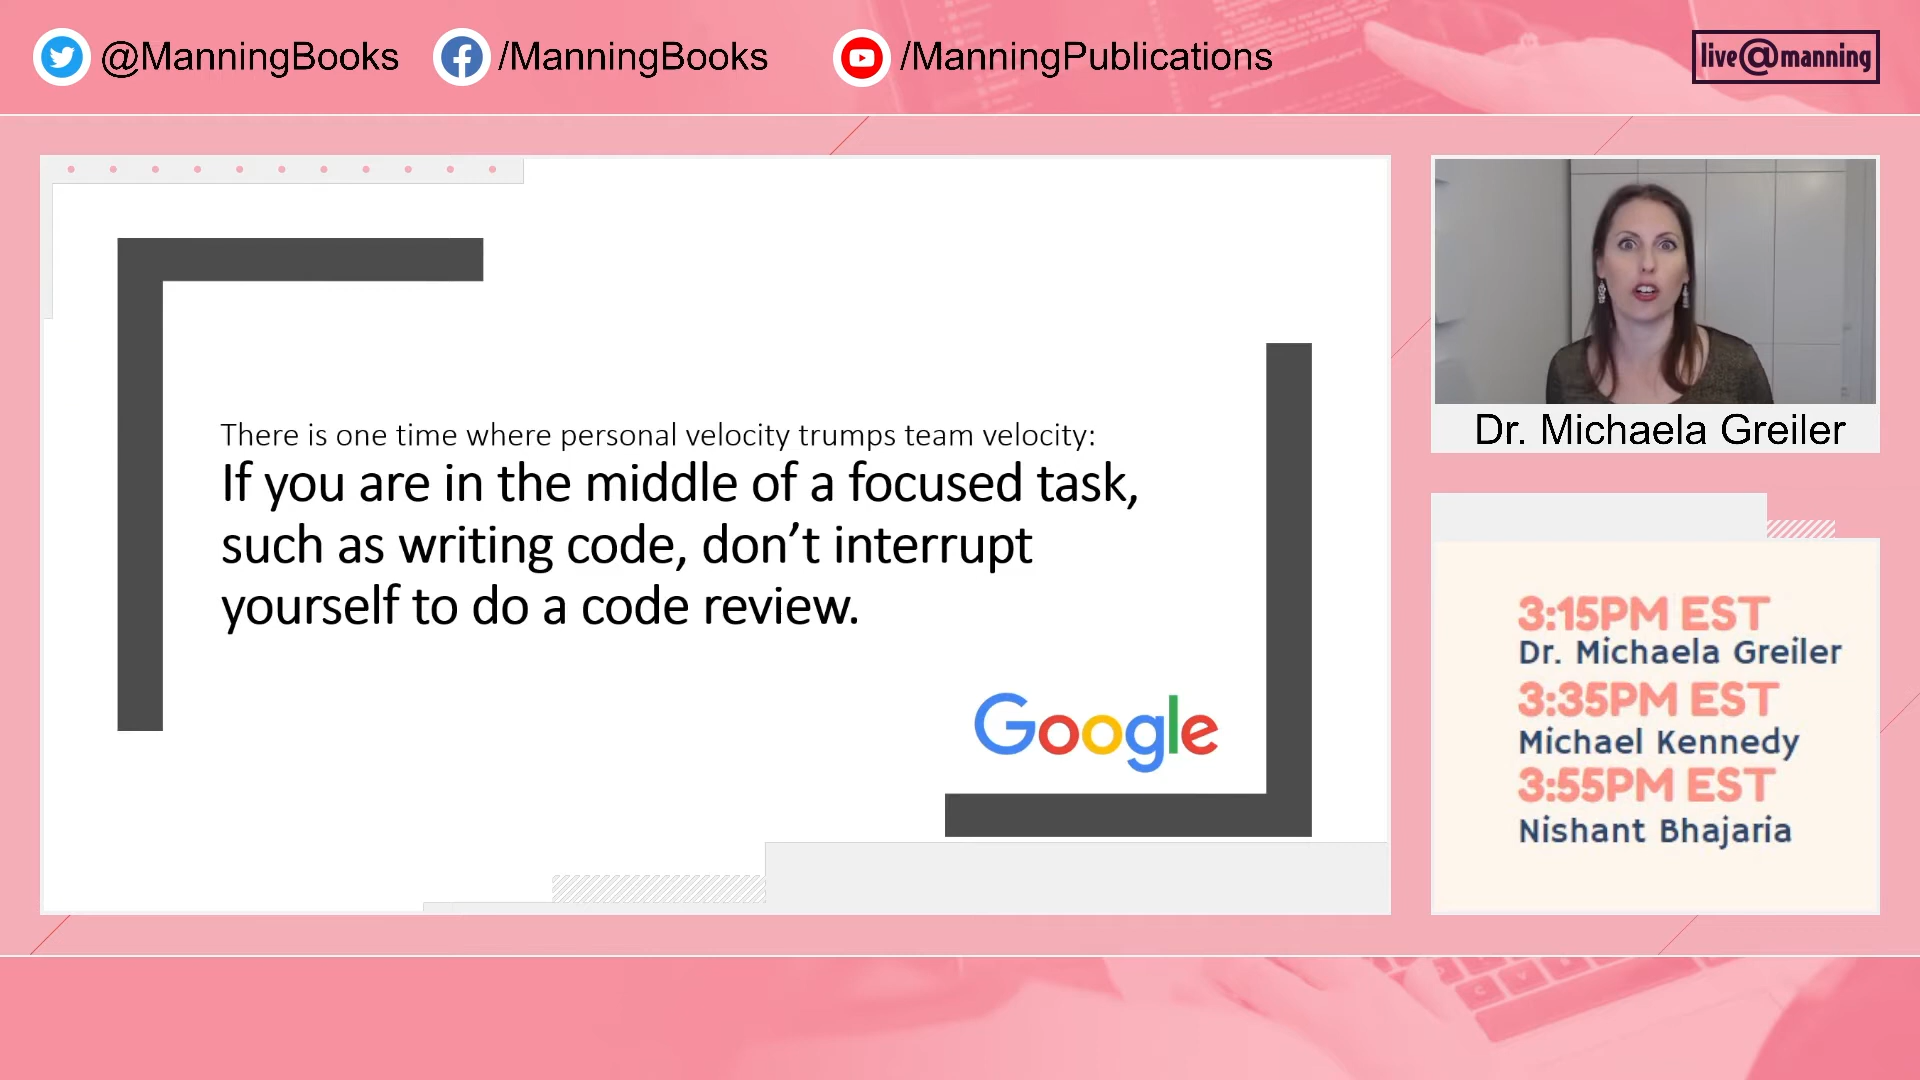 @ManningBooks
/ManningBooks
/ManningPublications
live@manning
There is one time where personal velocity trumps team velocity:
If you are in the middle of a focused task,
such as writing code, don’t interrupt
yourself to do a code review.
Google
Dr. Michaela Greiler
3:15PM EST
Dr. Michaela Greiler
3:35PM EST
Michael Kennedy
3:55PM EST
Nishant Bhajaria